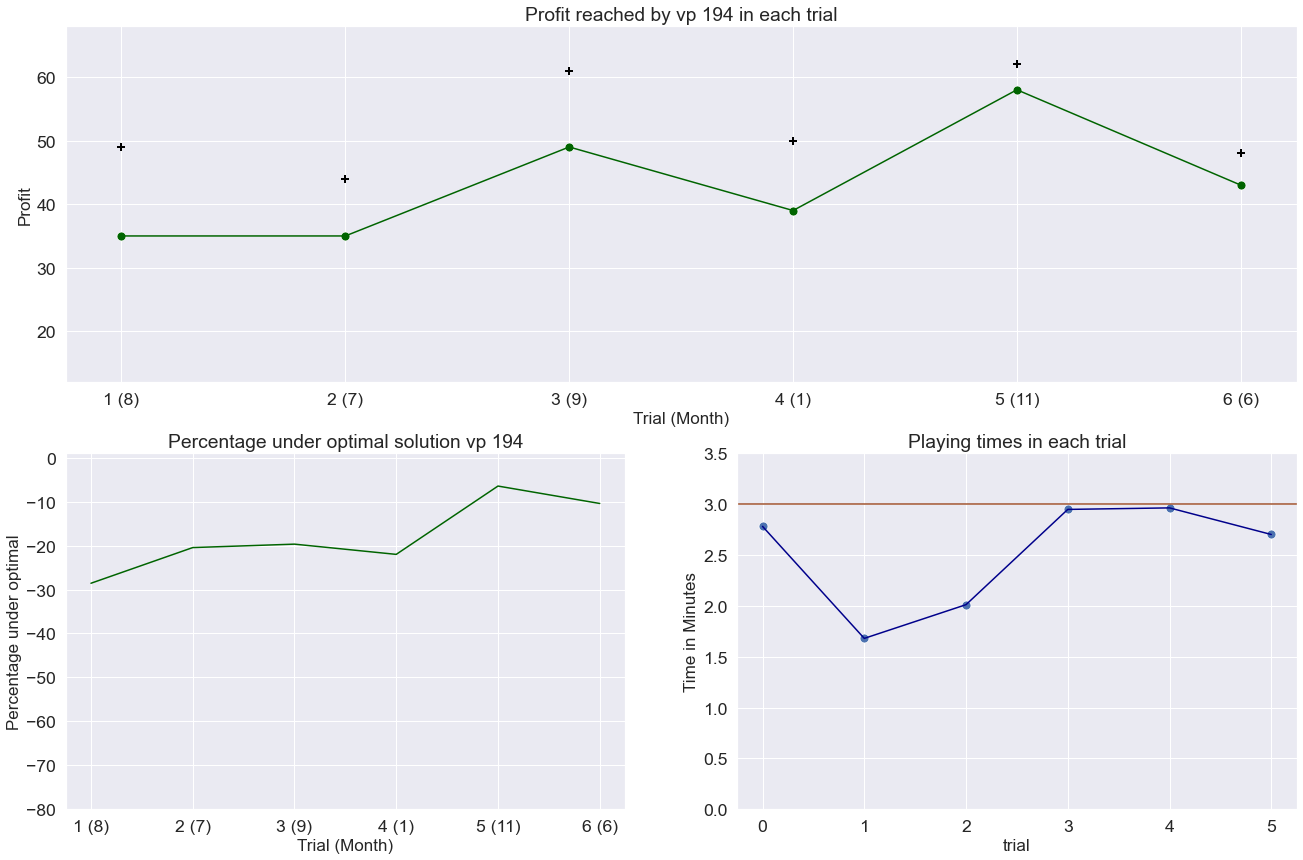 Profit reached by vp 194 in each trial
Profit
60
50
40
30
20
1 (8) 2 (7) 3 (9) 4 (1) 5 (11) 6 (6)
Trial (Month)
Percentage under optimal solution vp 194
Percentage under optimal
0
−10
−20
−30
−40
−50
−60
−70
−80
1 (8) 2 (7) 3 (9) 4 (1) 5 (11) 6 (6)
Trial (Month)
Playing times in each trial
Time in Minutes
3.5
3.0
2.5
2.0
1.5
1.0
0.5
0.0
0 1 2 3 4 5
trial